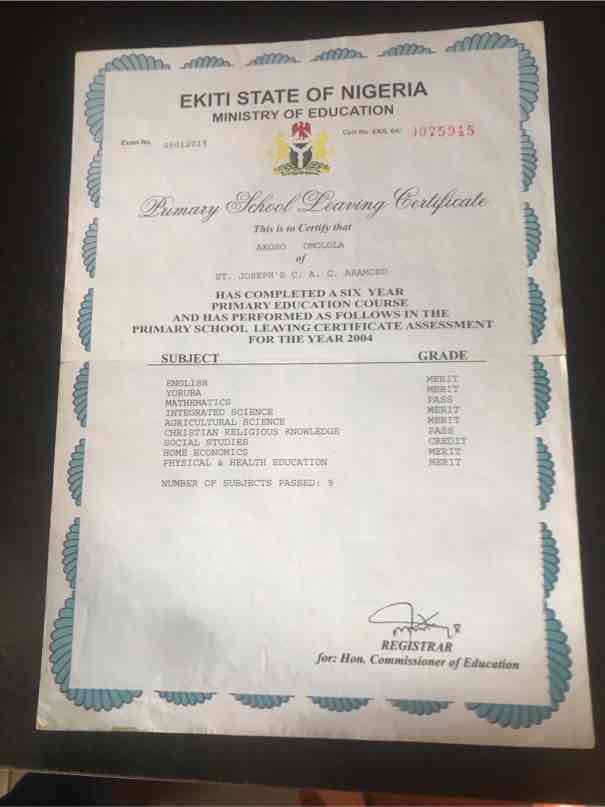 EKITI STATE OF NIGERIA
MINISTRY OF EDUCATION
Exam No.
Cert No. EK/L 04/ 0025945
Primary School Leaving Certificate
This is to Certify that
AKOSO OMOLOLA
of
ST. JOSEPH'S C. A. C. ARAMOKO
HAS COMPLETED A SIX YEAR
PRIMARY EDUCATION COURSE
AND HAS PERFORMED AS FOLLOWS IN THE
PRIMARY SCHOOL LEAVING CERTIFICATE ASSESSMENT
FOR THE YEAR 2004
SUBJECT GRADE
ENGLISH MERIT
YORUBA MERIT
MATHEMATICS PASS
INTEGRATED SCIENCE MERIT
AGRICULTURAL SCIENCE MERIT
CHRISTIAN RELIGIOUS KNOWLEDGE PASS
SOCIAL STUDIES CREDIT
HOME ECONOMICS MERIT
PHYSICAL & HEALTH EDUCATION MERIT
NUMBER OF SUBJECTS PASSED: 9
REGISTRAR
for: Hon. Commissioner of Education